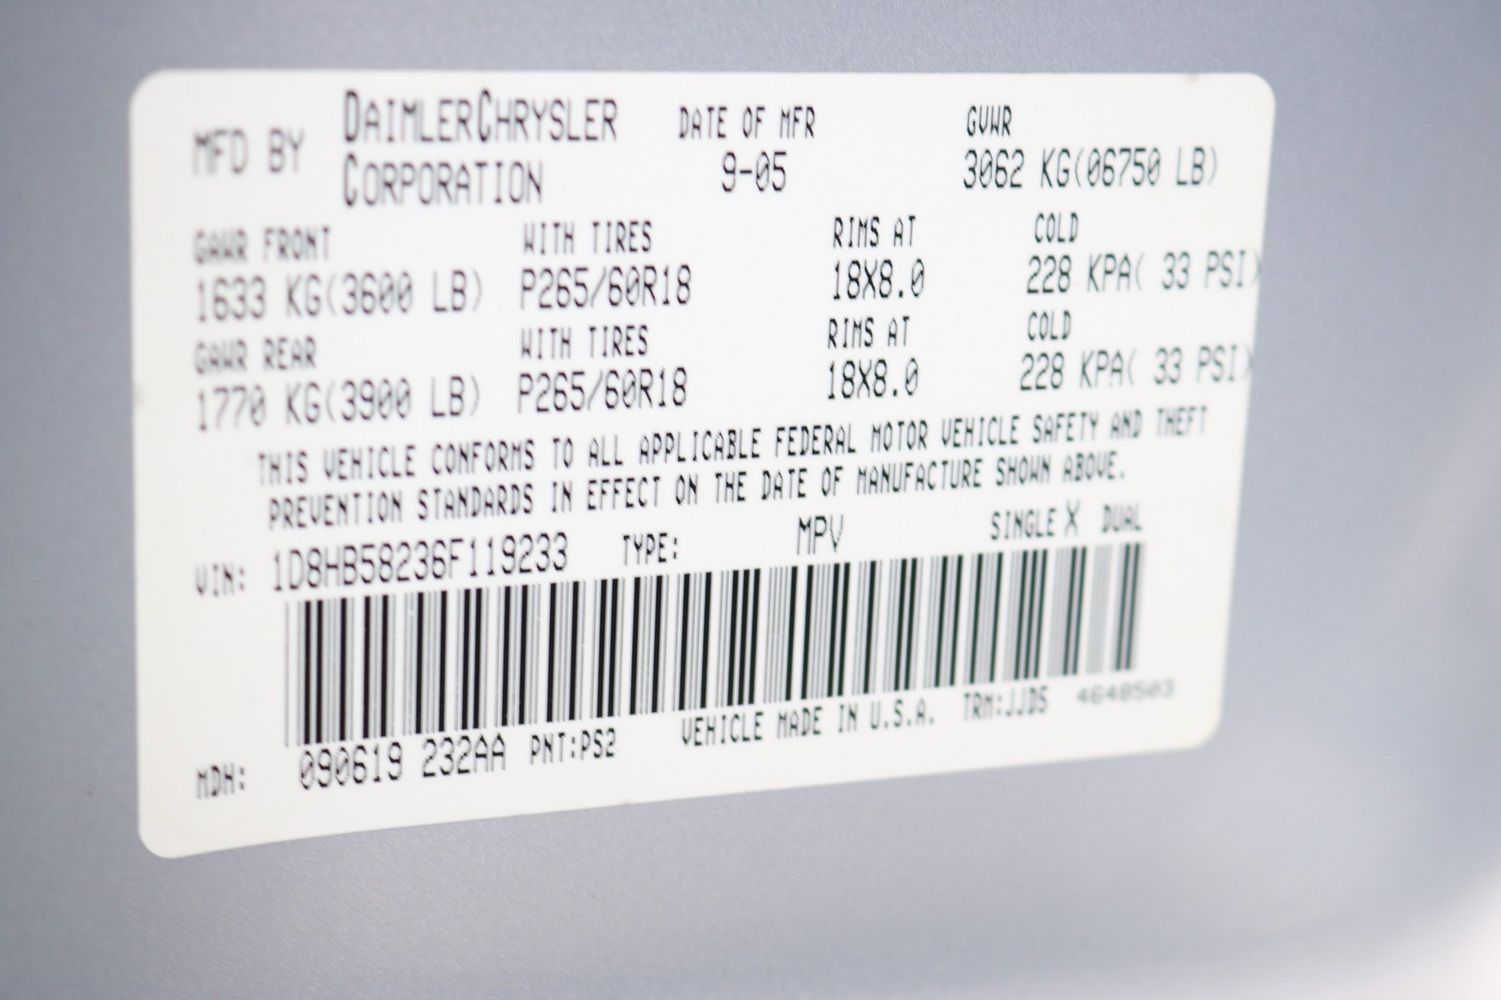 MFD BY DAIMLERCHRYSLER CORPORATION DATE OF MFR 9-05 GVWR 3062 KG(06750 LB)
GAWR FRONT WITH TIRES RIMS AT COLD
1633 KG(3600 LB) P265/60R18 18X8.0 228 KPA( 33 PSI)
GAWR REAR WITH TIRES RIMS AT COLD
1770 KG(3900 LB) P265/60R18 18X8.0 228 KPA( 33 PSI)
THIS VEHICLE CONFORMS TO ALL APPLICABLE FEDERAL MOTOR VEHICLE SAFETY AND THEFT
PREVENTION STANDARDS IN EFFECT ON THE DATE OF MANUFACTURE SHOWN ABOVE.
VIN: 1D8HB58236F119233 TYPE: MPV SINGLE X DUAL
MDH: 090619 232AA PNT:PS2 VEHICLE MADE IN U.S.A. TRM:JJD5 4648503